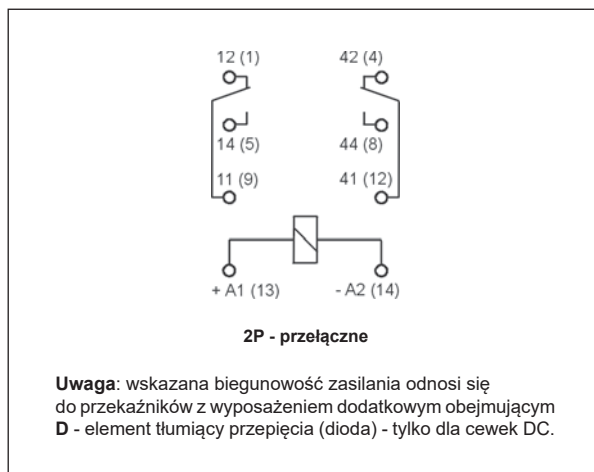 12 (1) 42 (4)
14 (5) 44 (8)
11 (9) 41 (12)
+ A1 (13) - A2 (14)
2P - przełączne
Uwaga: wskazana biegunowość zasilania odnosi się
do przekaźników z wyposażeniem dodatkowym obejmującym
D - element tłumiący przepięcia (dioda) - tylko dla cewek DC.